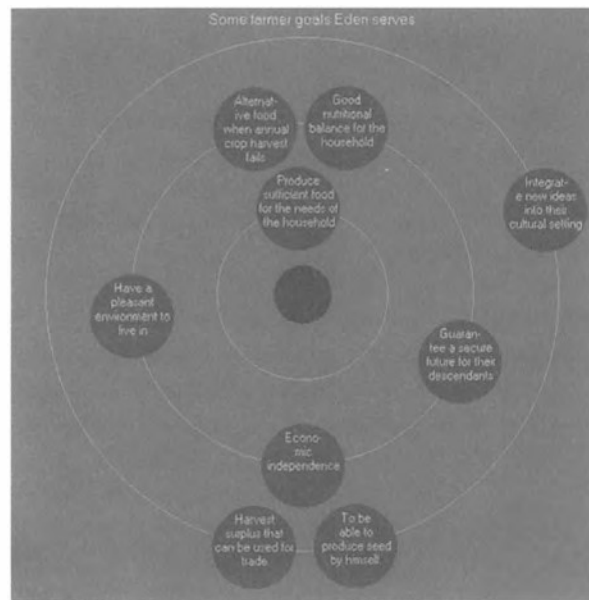 Some farmer goals Eden serves
Alternat-
ive food
when annual
crop harvest
fails
Good
nutritional
balance for the
household
Produce
sufficient food
for the needs of
the household
Integrat-
e new ideas
into their
cultural setting
Have a
pleasant
environment to
live in
Guaran-
tee a secure
future for their
descendants
Econo-
mic
independence
Harvest
surplus that
can be used for
trade
To be
able to
produce seed
by himself